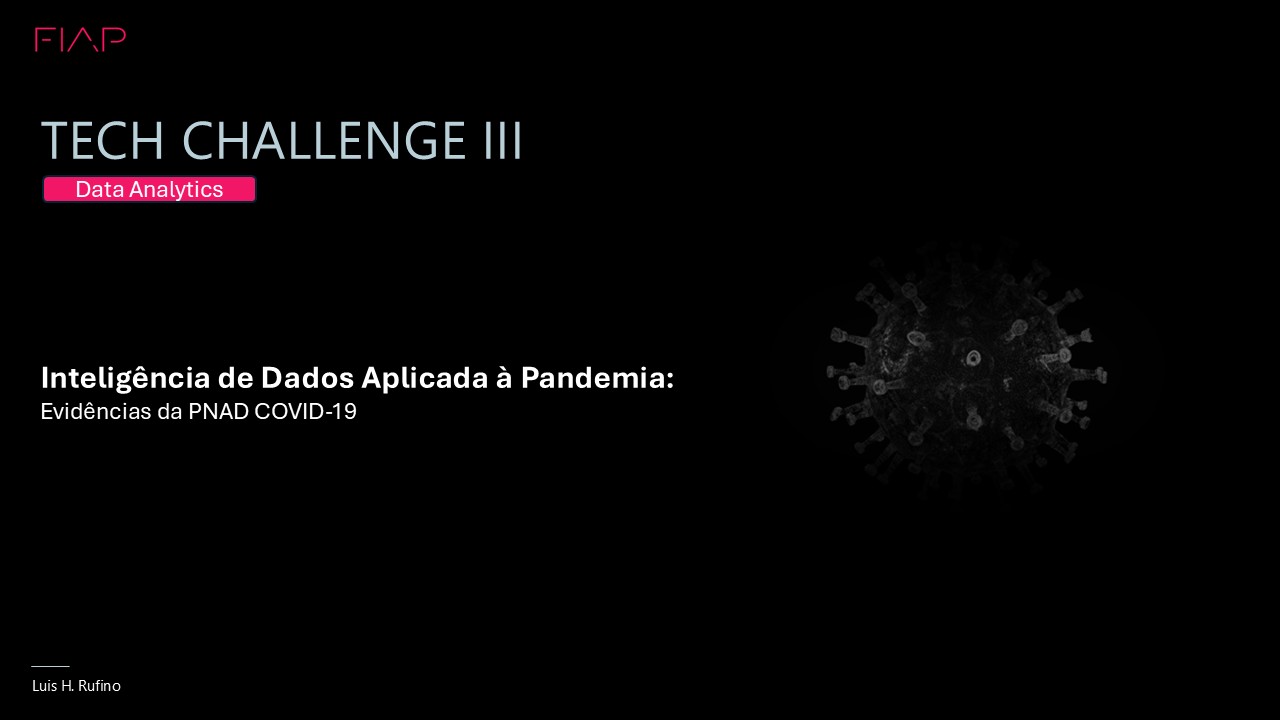 FIAP
TECH CHALLENGE III
Data Analytics
Inteligência de Dados Aplicada à Pandemia:
Evidências da PNAD COVID-19
Luis H. Rufino